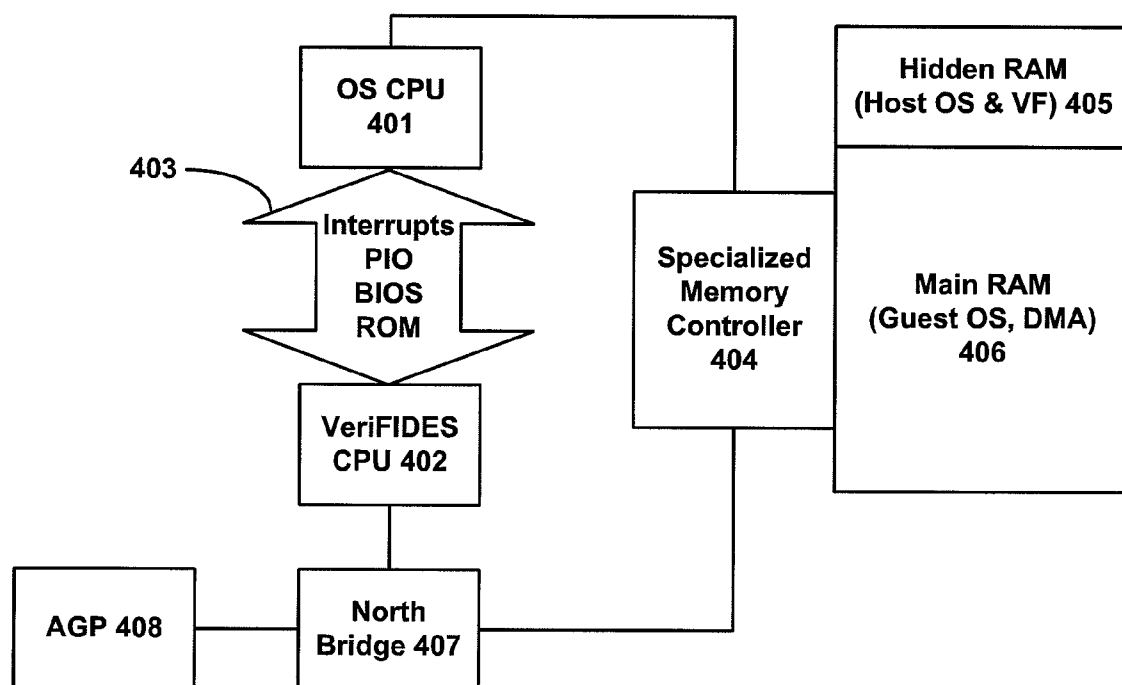 OS CPU
401
Hidden RAM
(Host OS & VF) 405
403
Interrupts
PIO
BIOS
ROM
Specialized
Memory
Controller
404
Main RAM
(Guest OS, DMA)
406
VeriFIDES
CPU 402
AGP 408
North
Bridge 407